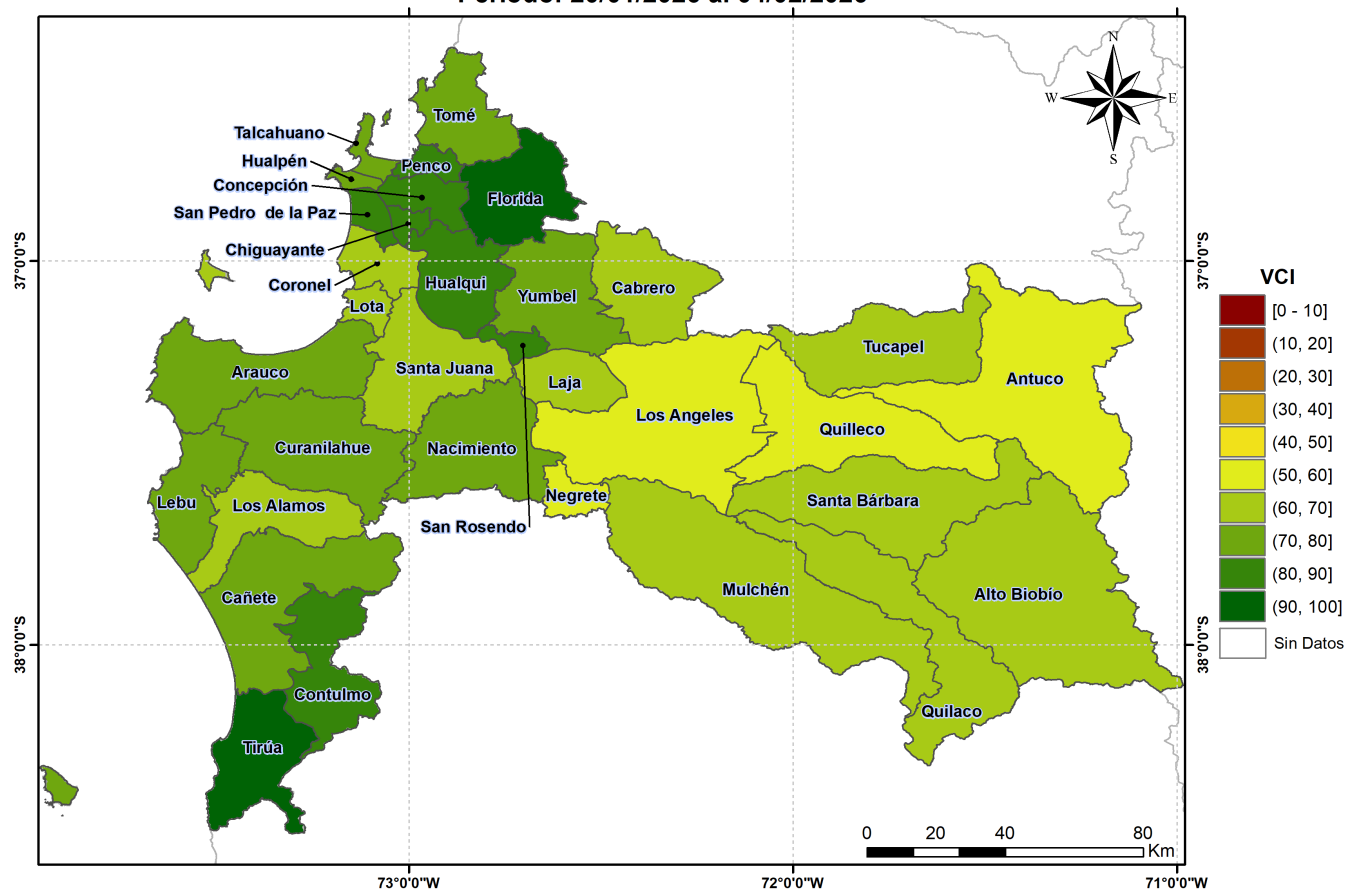 N
W
E
S
Tomé
Talcahuano
Hualpén
Penco
Concepción
Florida
San Pedro de la Paz
Chiguayante
Coronel
Hualqui
Yumbel
Cabrero
Lota
Tucapel
Arauco
Santa Juana
Laja
Antuco
Los Angeles
Quilleco
Curanilahue
Nacimiento
Lebu
Los Alamos
Negrete
Santa Bárbara
San Rosendo
Mulchén
Alto Biobío
Cañete
Contulmo
Quilaco
Tirúa
37°0'0"S
37°0'0"S
38°0'0"S
38°0'0"S
VCI
[0 - 10]
(10, 20]
(20, 30]
(30, 40]
(40, 50]
(50, 60]
(60, 70]
(70, 80]
(80, 90]
(90, 100]
Sin Datos
0 20 40 80
Km
73°0'0"W
72°0'0"W
71°0'0"W